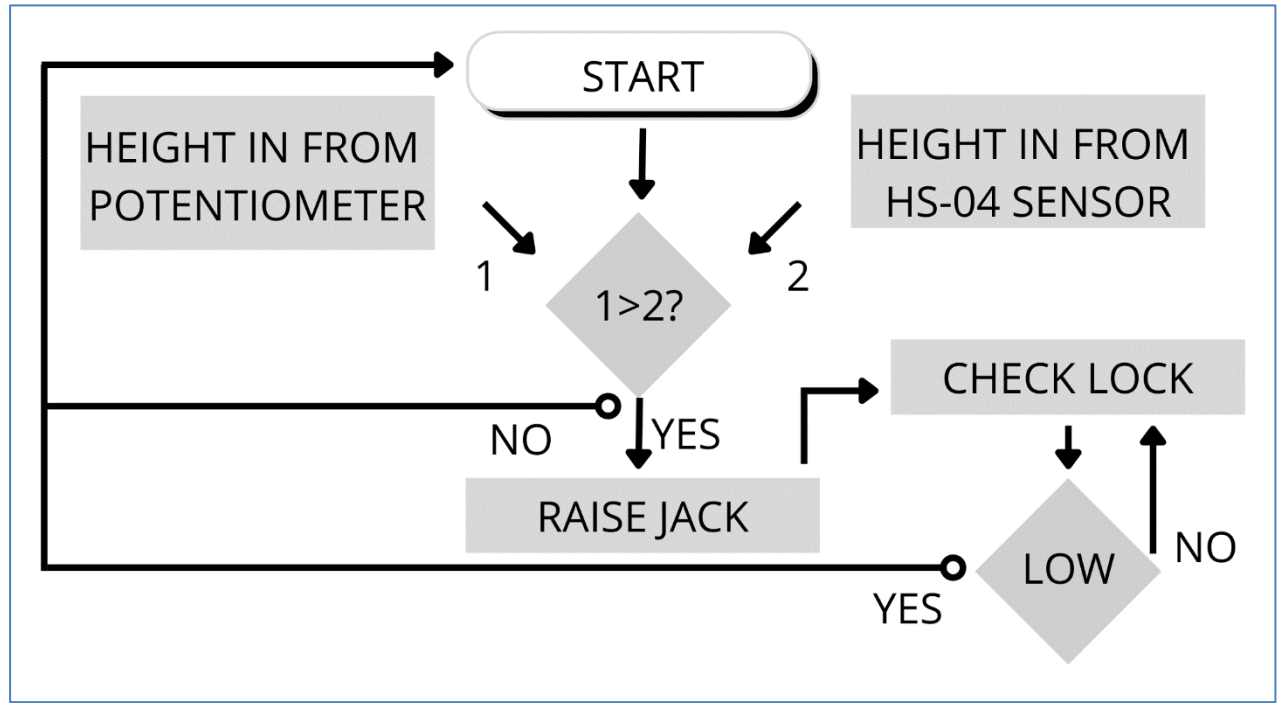 START
HEIGHT IN FROM
POTENTIOMETER
HEIGHT IN FROM
HS-04 SENSOR
1
2
1>2?
NO
YES
RAISE JACK
CHECK LOCK
LOW
NO
YES